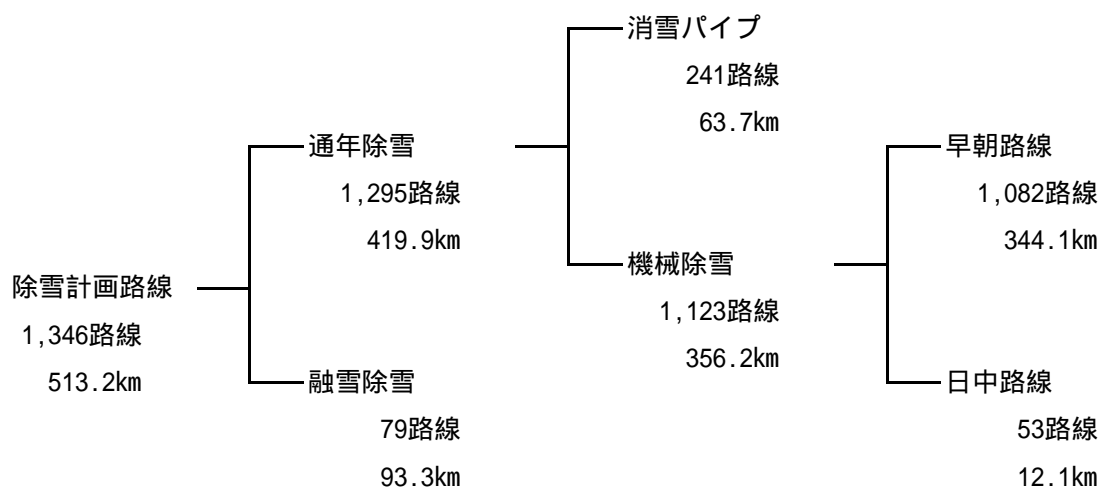 除雪計画路線
1,346路線
513.2km
通年除雪
1,295路線
419.9km
融雪除雪
79路線
93.3km
消雪パイプ
241路線
63.7km
機械除雪
1,123路線
356.2km
早朝路線
1,082路線
344.1km
日中路線
53路線
12.1km